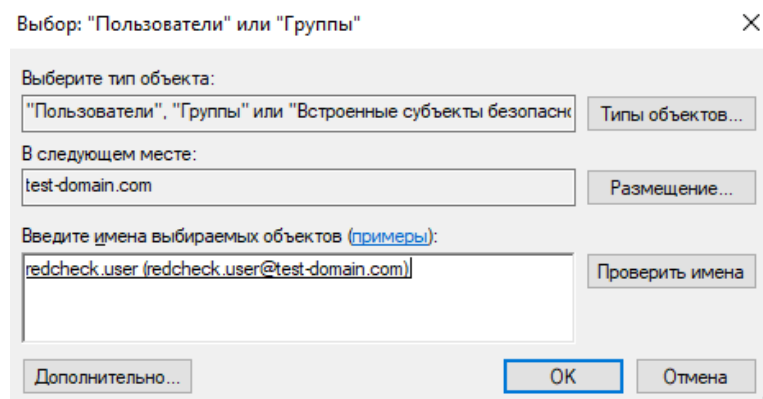 Выбор: "Пользователи" или "Группы"
Выберите тип объекта:
"Пользователи", "Группы" или "Встроенные субъекты безопасно
Типы объектов...
В следующем месте:
test-domain.com
Размещение...
Введите имена выбираемых объектов (примеры):
redcheck.user (redcheck.user@test-domain.com)
Проверить имена
Дополнительно...
ОК
Отмена